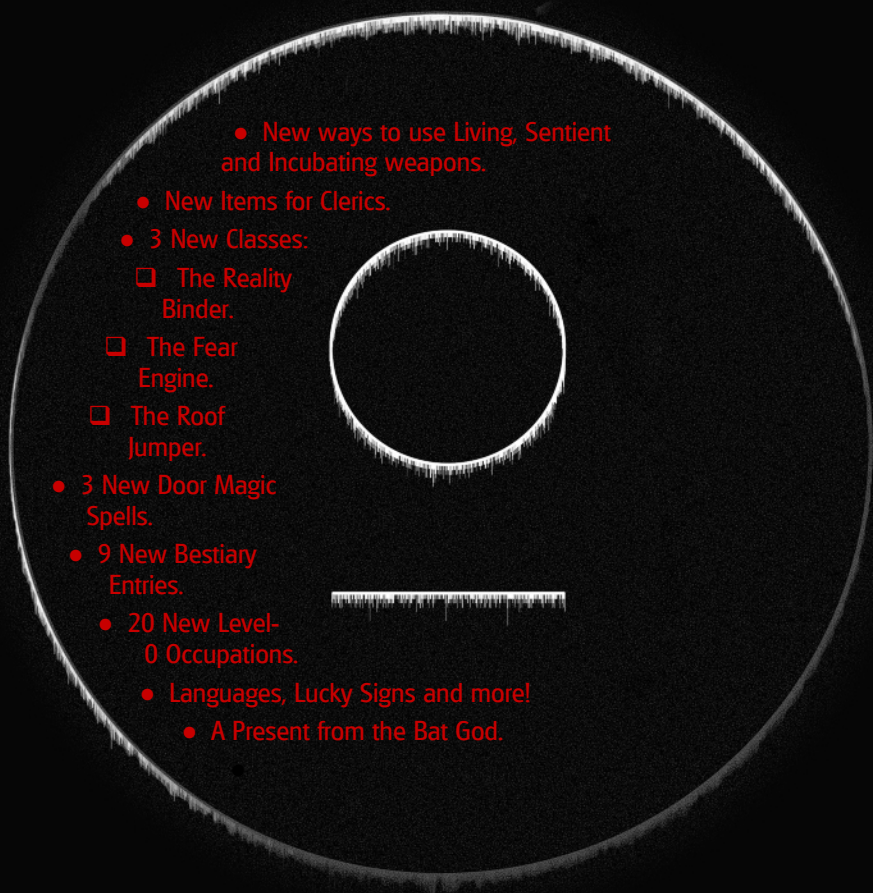 ● New ways to use Living, Sentient
and Incubating weapons.
● New Items for Clerics.
● 3 New Classes:
❑ The Reality
Binder.
❑ The Fear
Engine.
❑ The Roof
Jumper.
● 3 New Door Magic
Spells.
● 9 New Bestiary
Entries.
● 20 New Level-
0 Occupations.
● Languages, Lucky Signs and more!
● A Present from the Bat God.